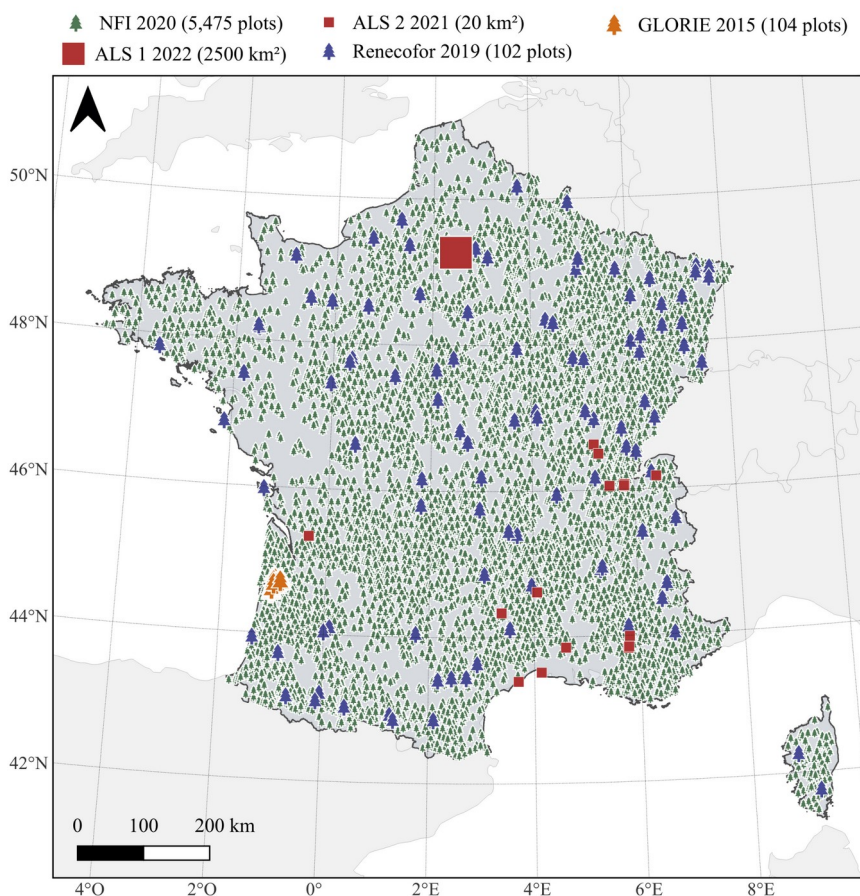 NFI 2020 (5,475 plots)
ALS 2 2021 (20 km²)
GLORIE 2015 (104 plots)
ALS 1 2022 (2500 km²)
Renecofor 2019 (102 plots)
50°N
48°N
46°N
44°N
42°N
0 100 200 km
4°O 2°O 0° 2°E 4°E 6°E 8°E